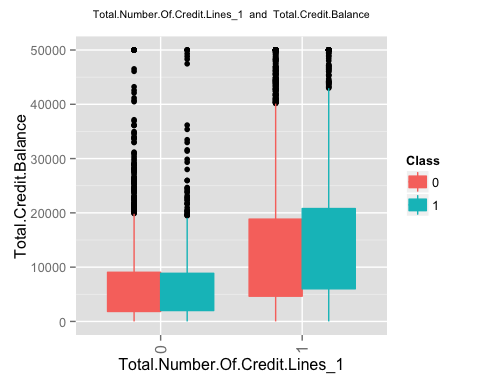 Total.Number.Of.Credit.Lines_1 and Total.Credit.Balance
50000
40000
30000
20000
10000
0
Total.Credit.Balance
0
1
Total.Number.Of.Credit.Lines_1
Class
0
1